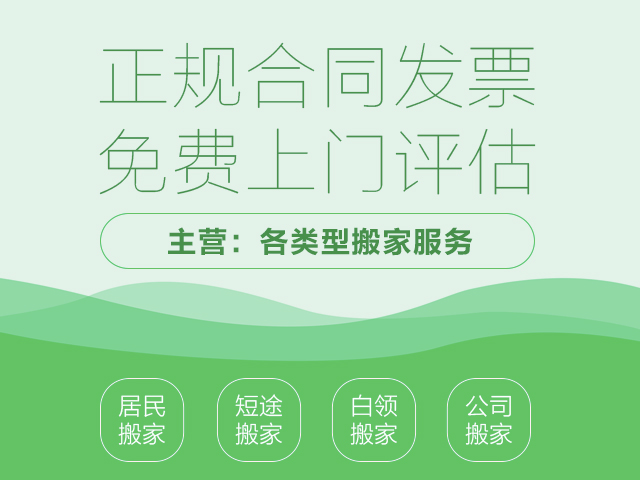 正规合同发票
免费上门评估
主营：各类型搬家服务
居民
搬家
短途
搬家
白领
搬家
公司
搬家